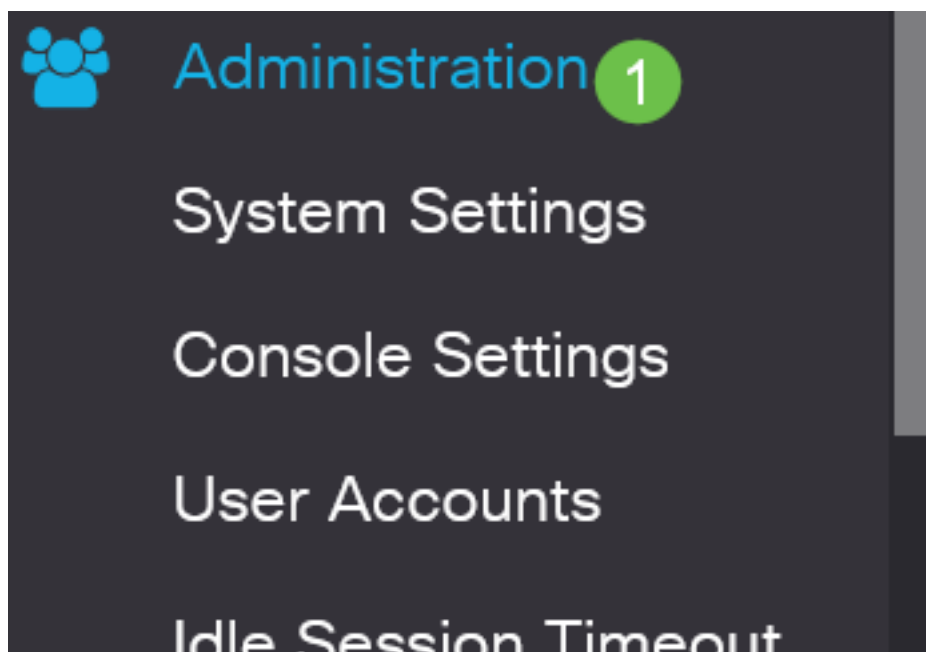 Administration 1
System Settings
Console Settings
User Accounts
Idle Session Timeout